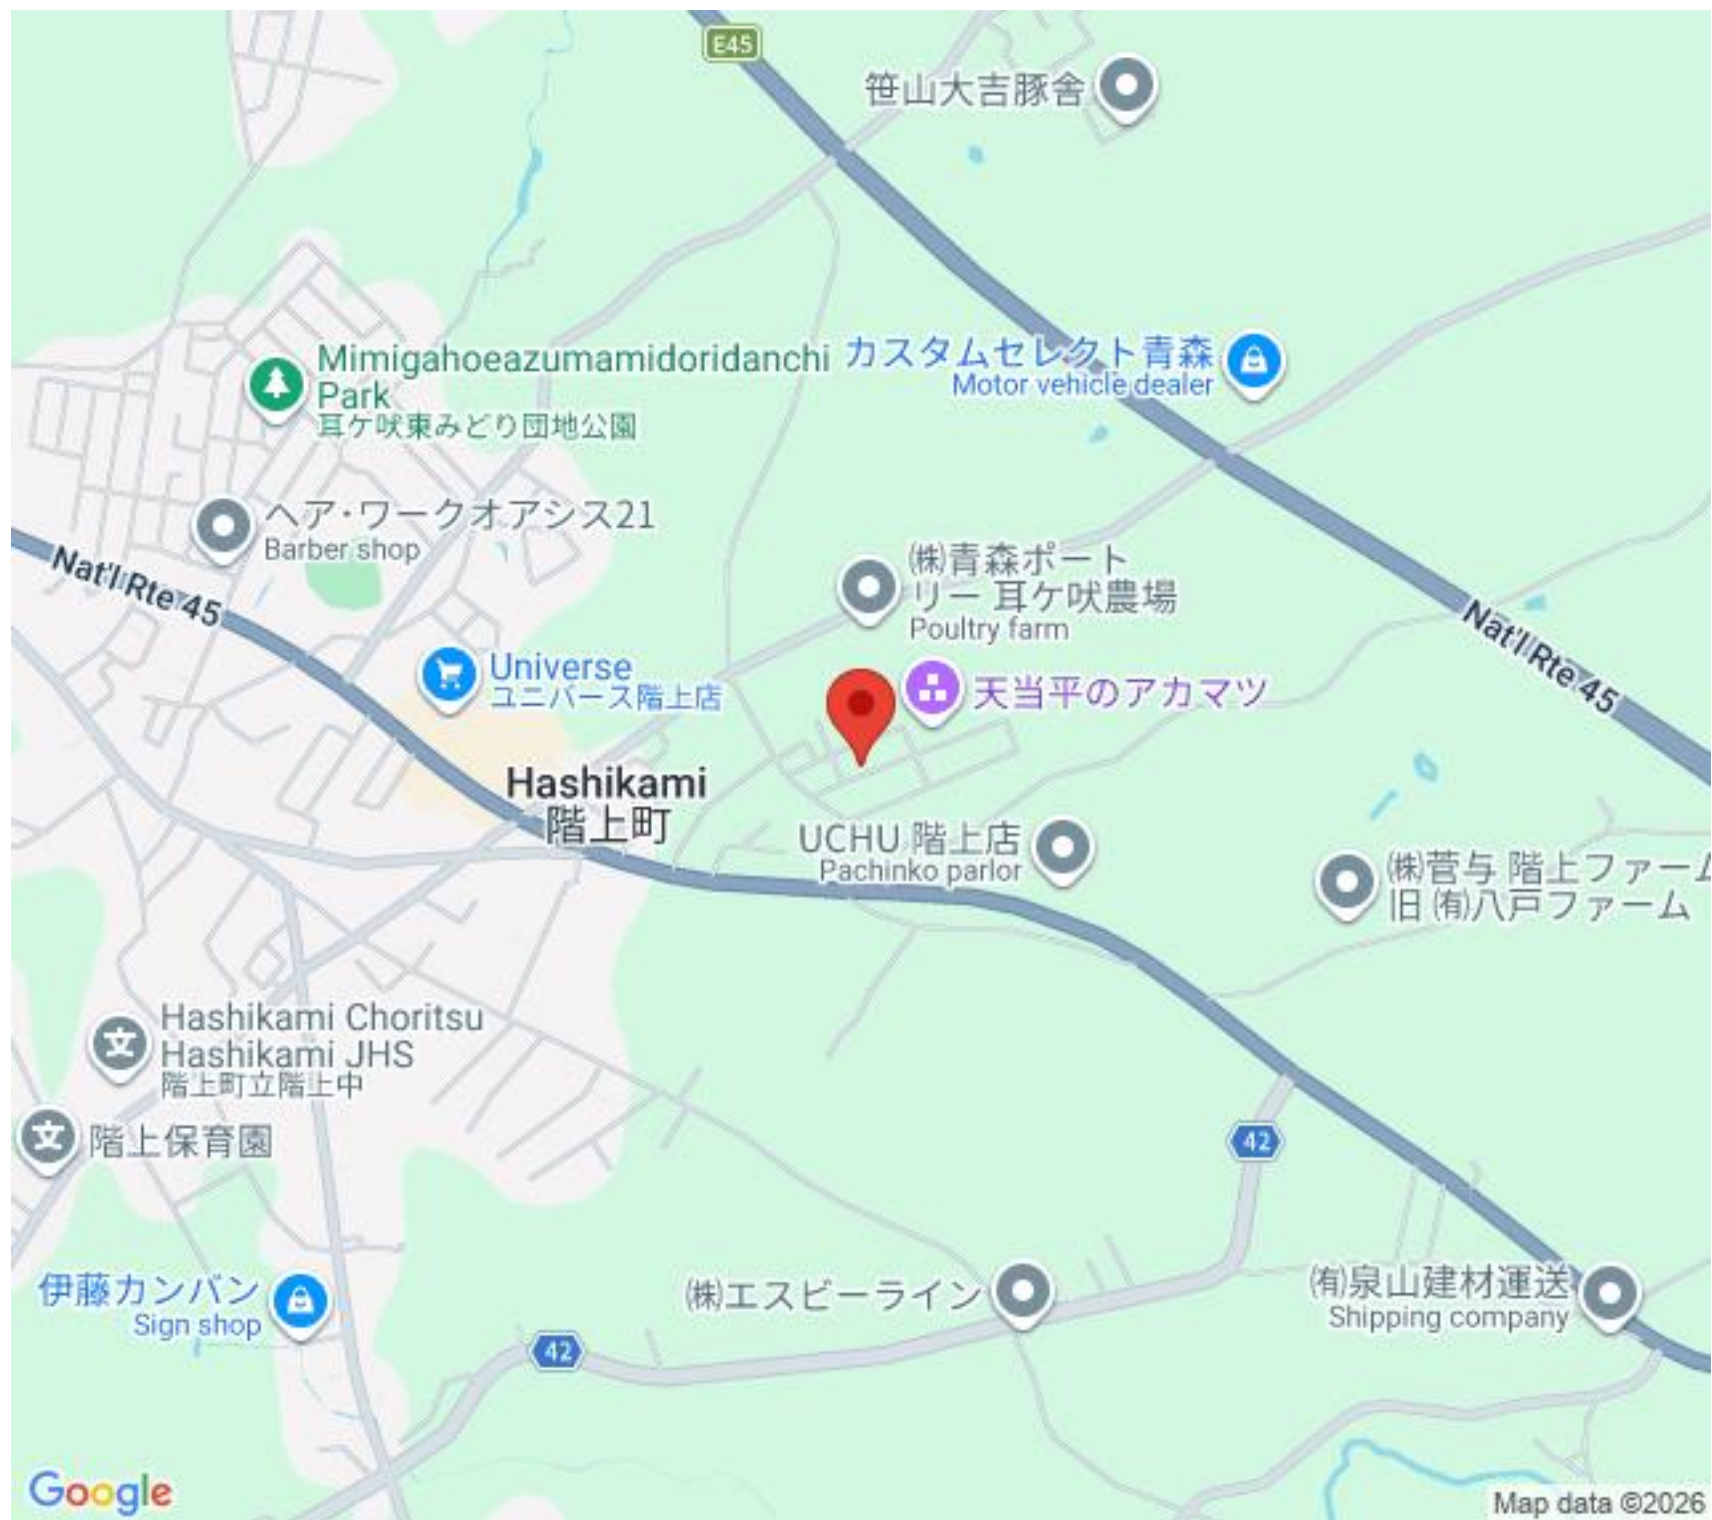 E45
笹山大吉豚舎
Mimigahoeazumamidoridanchi
Park
耳ケ吠東みどり団地公園
カスタムセレクト青森
Motor vehicle dealer
ヘア･ワークオアシス21
Barber shop
Nat'l Rte 45
㈱青森ポート
リー 耳ケ吠農場
Poultry farm
Nat'l Rte 45
Universe
ユニバース階上店
天当平のアカマツ
Hashikami
階上町
UCHU 階上店
Pachinko parlor
㈱菅与 階上ファーム
旧 ㈲八戸ファーム
Hashikami Choritsu
Hashikami JHS
階上町立階上中
階上保育園
42
伊藤カンバン
Sign shop
㈱エスビーライン
㈲泉山建材運送
Shipping company
42
Google
Map data ©2026